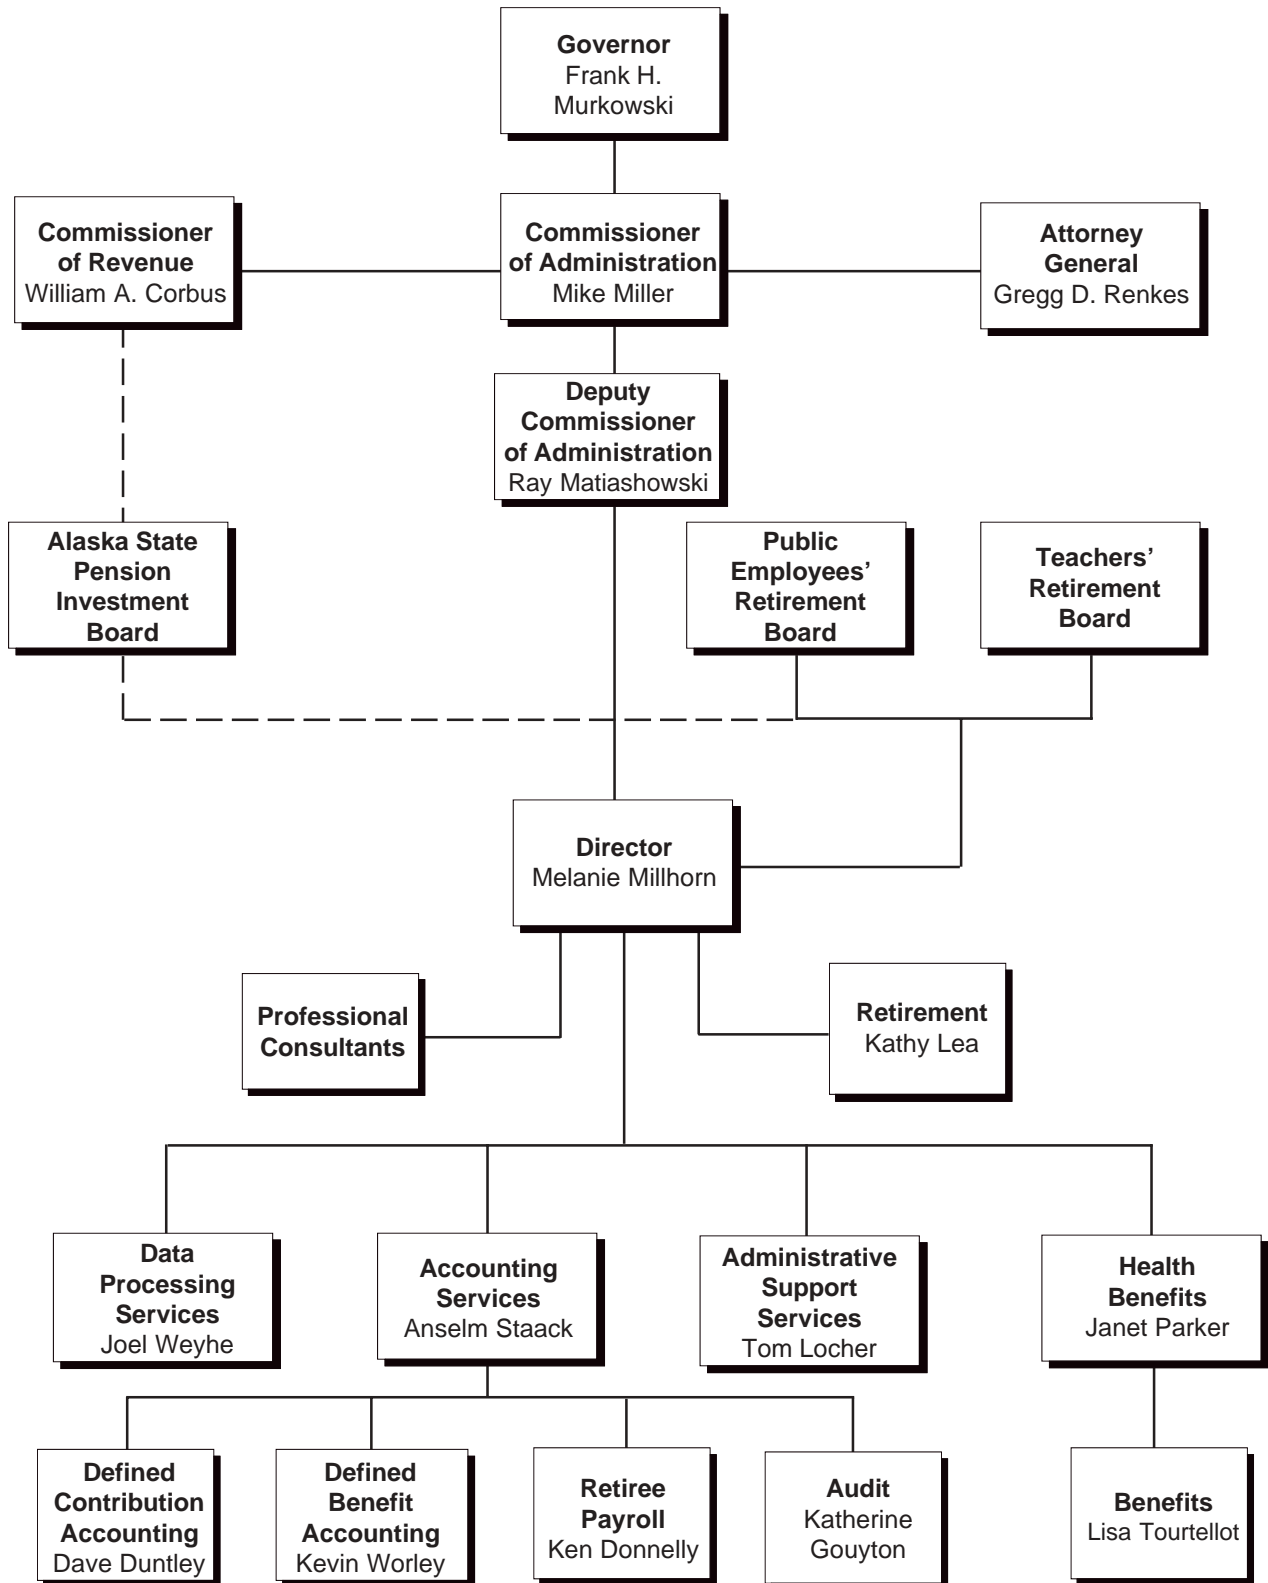 Governor
Frank H.
Murkowski
Commissioner
of Revenue
William A. Corbus
Commissioner
of Administration
Mike Miller
Attorney
General
Gregg D. Renkes
Deputy
Commissioner
of Administration
Ray Matiashowski
Alaska State
Pension
Investment
Board
Public
Employees’
Retirement
Board
Teachers’
Retirement
Board
Director
Melanie Millhorn
Professional
Consultants
Retirement
Kathy Lea
Data
Processing
Services
Joel Weyhe
Accounting
Services
Anselm Staack
Administrative
Support
Services
Tom Locher
Health
Benefits
Janet Parker
Defined
Contribution
Accounting
Dave Duntley
Defined
Benefit
Accounting
Kevin Worley
Retiree
Payroll
Ken Donnelly
Audit
Katherine
Gouyton
Benefits
Lisa Tourtellot